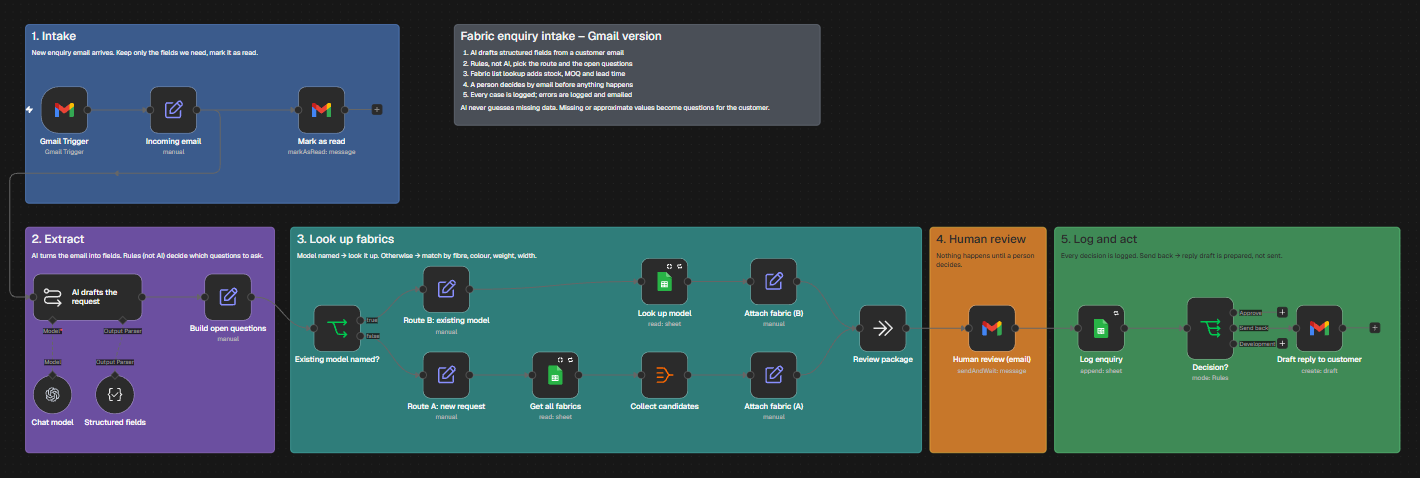 1. Intake
New enquiry email arrives. Keep only the fields we need, mark it as read.
Gmail Trigger
Gmail Trigger
Incoming email
manual
Mark as read
markAsRead: message
Fabric enquiry intake – Gmail version
1. AI drafts structured fields from a customer email
2. Rules, not AI, pick the route and the open questions
3. Fabric list lookup adds stock, MOQ and lead time
4. A person decides by email before anything happens
5. Every case is logged; errors are logged and emailed
AI never guesses missing data. Missing or approximate values become questions for the customer.
2. Extract
AI turns the email into fields. Rules (not AI) decide which questions to ask.
AI drafts the
request
Model*
Output Parser
Build open questions
manual
Model
Output Parser
Chat model
Structured fields
3. Look up fabrics
Model named → look it up. Otherwise → match by fibre, colour, weight, width.
Existing model named?
true
false
Route B: existing model
manual
Look up model
read: sheet
Attach fabric (B)
manual
Route A: new request
manual
Get all fabrics
read: sheet
Collect candidates
Attach fabric (A)
manual
Review package
4. Human review
Nothing happens until a person
decides.
Human review (email)
sendAndWait: message
5. Log and act
Every decision is logged. Send back → reply draft is prepared, not sent.
Log enquiry
append: sheet
Decision?
mode: Rules
Approve
Send back
Development
Draft reply to customer
create: draft